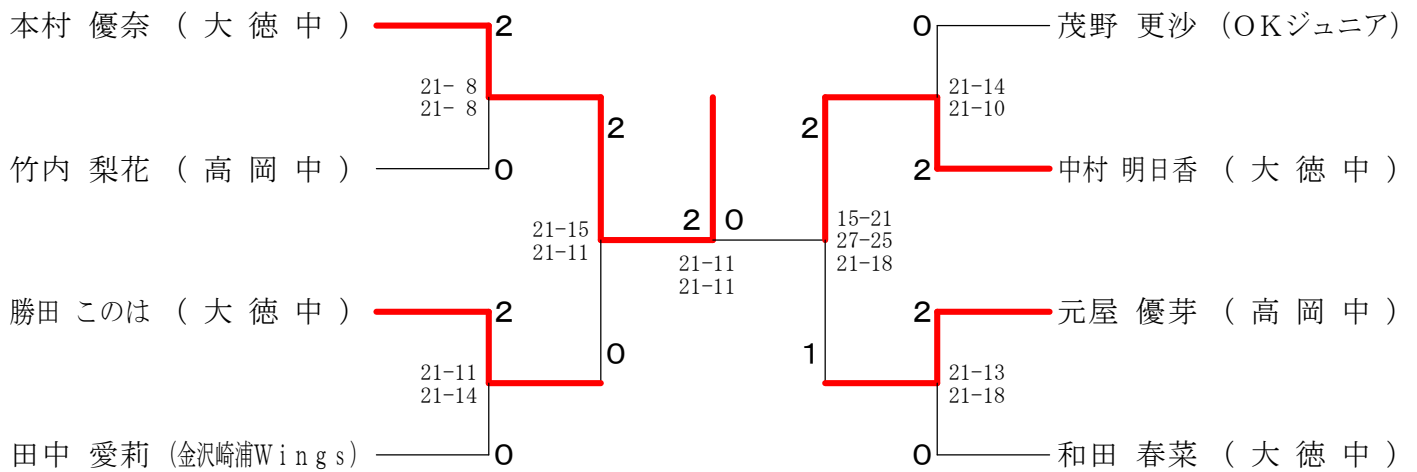 本村 優奈 ( 大 徳 中 ) 2 0 茂野 更沙 (OKジュニア)
21- 8 21-14
21- 8 21-10
2 2
竹内 梨花 ( 高 岡 中 ) 0 2 中村 明日香 ( 大 徳 中 )
21-15 2 0 15-21
21-11 27-25
21-11 21-18
21-11
勝田 このは ( 大 徳 中 ) 2 2 元屋 優芽 ( 高 岡 中 )
0 1
21-11 21-13
21-14 21-18
田中 愛莉 (金沢崎浦Wings) 0 0 和田 春菜 ( 大 徳 中 )